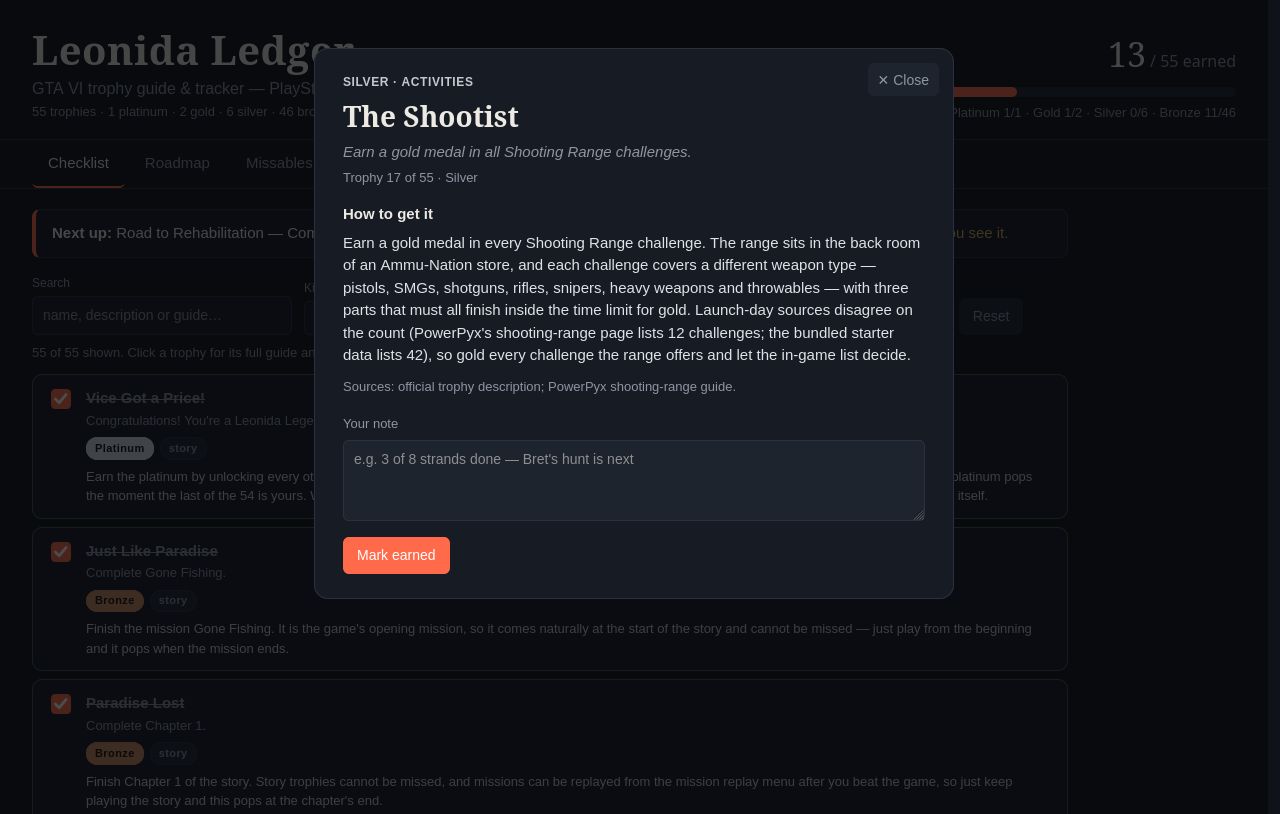 Leonida Ledger
GTA VI trophy guide & tracker — PlaySt
55 trophies · 1 platinum · 2 gold · 6 silver · 46 bro
13 / 55 earned
Platinum 1/1 · Gold 1/2 · Silver 0/6 · Bronze 11/46
Checklist
Roadmap
Missables
Next up: Road to Rehabilitation — Com
you see it.
Search
name, description or guide…
Reset
55 of 55 shown. Click a trophy for its full guide an
Vice Got a Price!
Congratulations! You're a Leonida Lege
Platinum
story
Earn the platinum by unlocking every ot
platinum pops
the moment the last of the 54 is yours.
itself.
Just Like Paradise
Complete Gone Fishing.
Bronze
story
Finish the mission Gone Fishing. It is the game's opening mission, so it comes naturally at the start of the story and cannot be missed — just play from the beginning
and it pops when the mission ends.
Paradise Lost
Complete Chapter 1.
Bronze
story
Finish Chapter 1 of the story. Story trophies cannot be missed, and missions can be replayed from the mission replay menu after you beat the game, so just keep
playing the story and this pops at the chapter's end.
SILVER · ACTIVITIES
✕ Close
The Shootist
Earn a gold medal in all Shooting Range challenges.
Trophy 17 of 55 · Silver
How to get it
Earn a gold medal in every Shooting Range challenge. The range sits in the back room
of an Ammu-Nation store, and each challenge covers a different weapon type —
pistols, SMGs, shotguns, rifles, snipers, heavy weapons and throwables — with three
parts that must all finish inside the time limit for gold. Launch-day sources disagree on
the count (PowerPyx's shooting-range page lists 12 challenges; the bundled starter
data lists 42), so gold every challenge the range offers and let the in-game list decide.
Sources: official trophy description; PowerPyx shooting-range guide.
Your note
e.g. 3 of 8 strands done — Bret's hunt is next
Mark earned